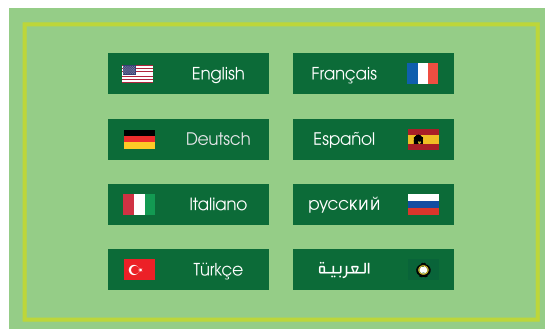 English
Français
Deutsch
Español
Italiano
русский
Türkçe
العربية